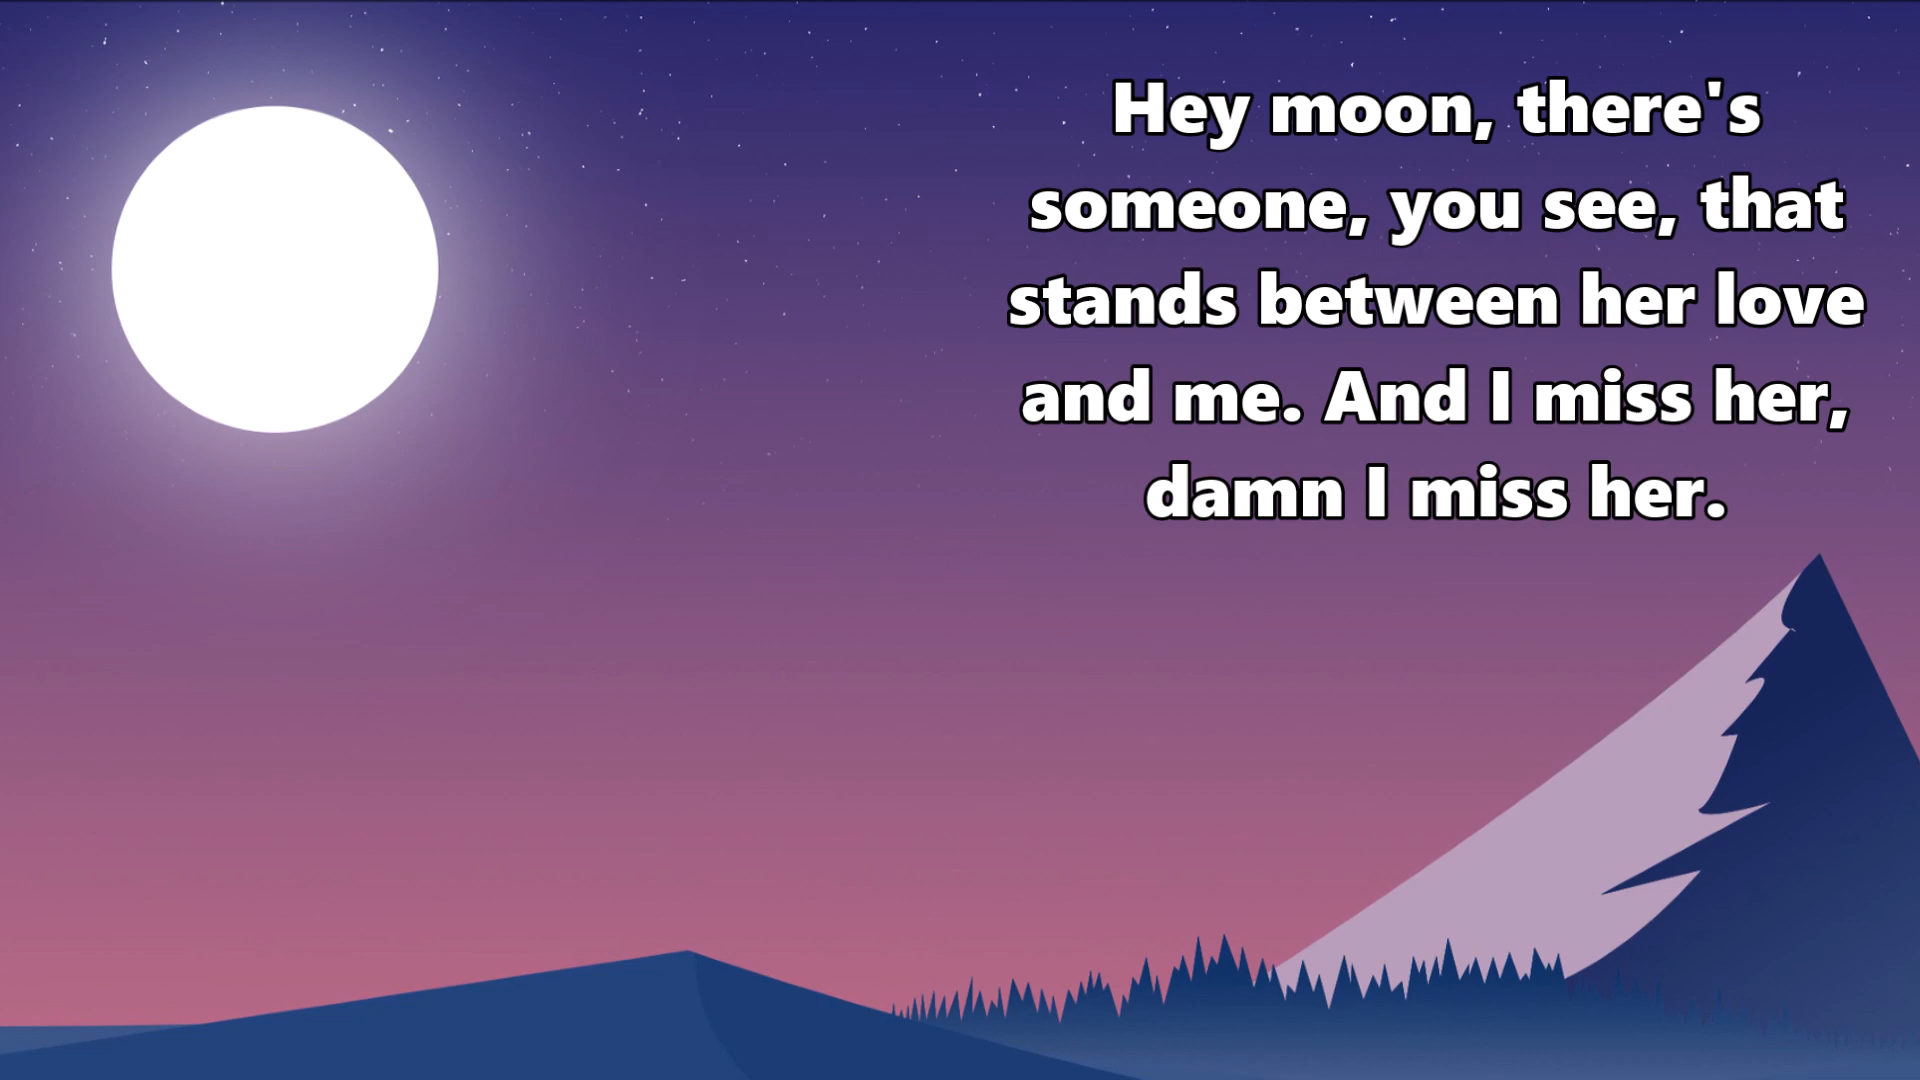 Hey moon, there's
someone, you see, that
stands between her love
and me. And I miss her,
damn I miss her.